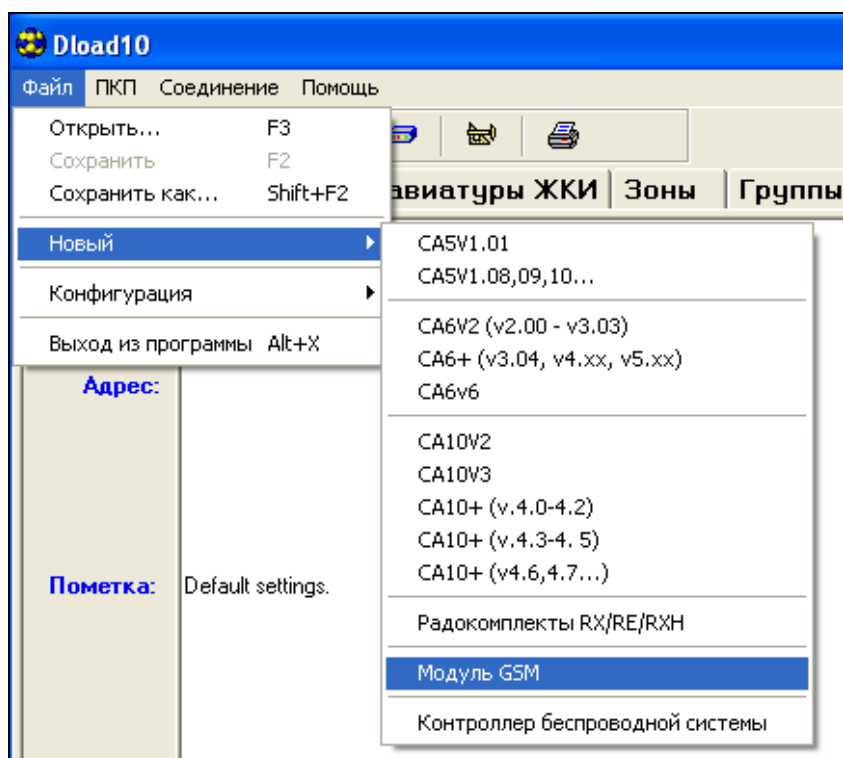 Dload10
Файл ПКП Соединение Помощь
Открыть... F3
Сохранить F2
Сохранить как... Shift+F2
авиатуры ЖКИ Зоны Группы
Новый
Конфигурация
Выход из программы Alt+X
CA5V1.01
CA5V1.08,09,10...
CA6V2 (v2.00 - v3.03)
CA6+ (v3.04, v4.xx, v5.xx)
CA6v6
CA10V2
CA10V3
CA10+ (v.4.0-4.2)
CA10+ (v.4.3-4. 5)
CA10+ (v4.6,4.7...)
Радокомплекты RX/RE/RXH
Модуль GSM
Контроллер беспроводной системы
Адрес:
Пометка: Default settings.